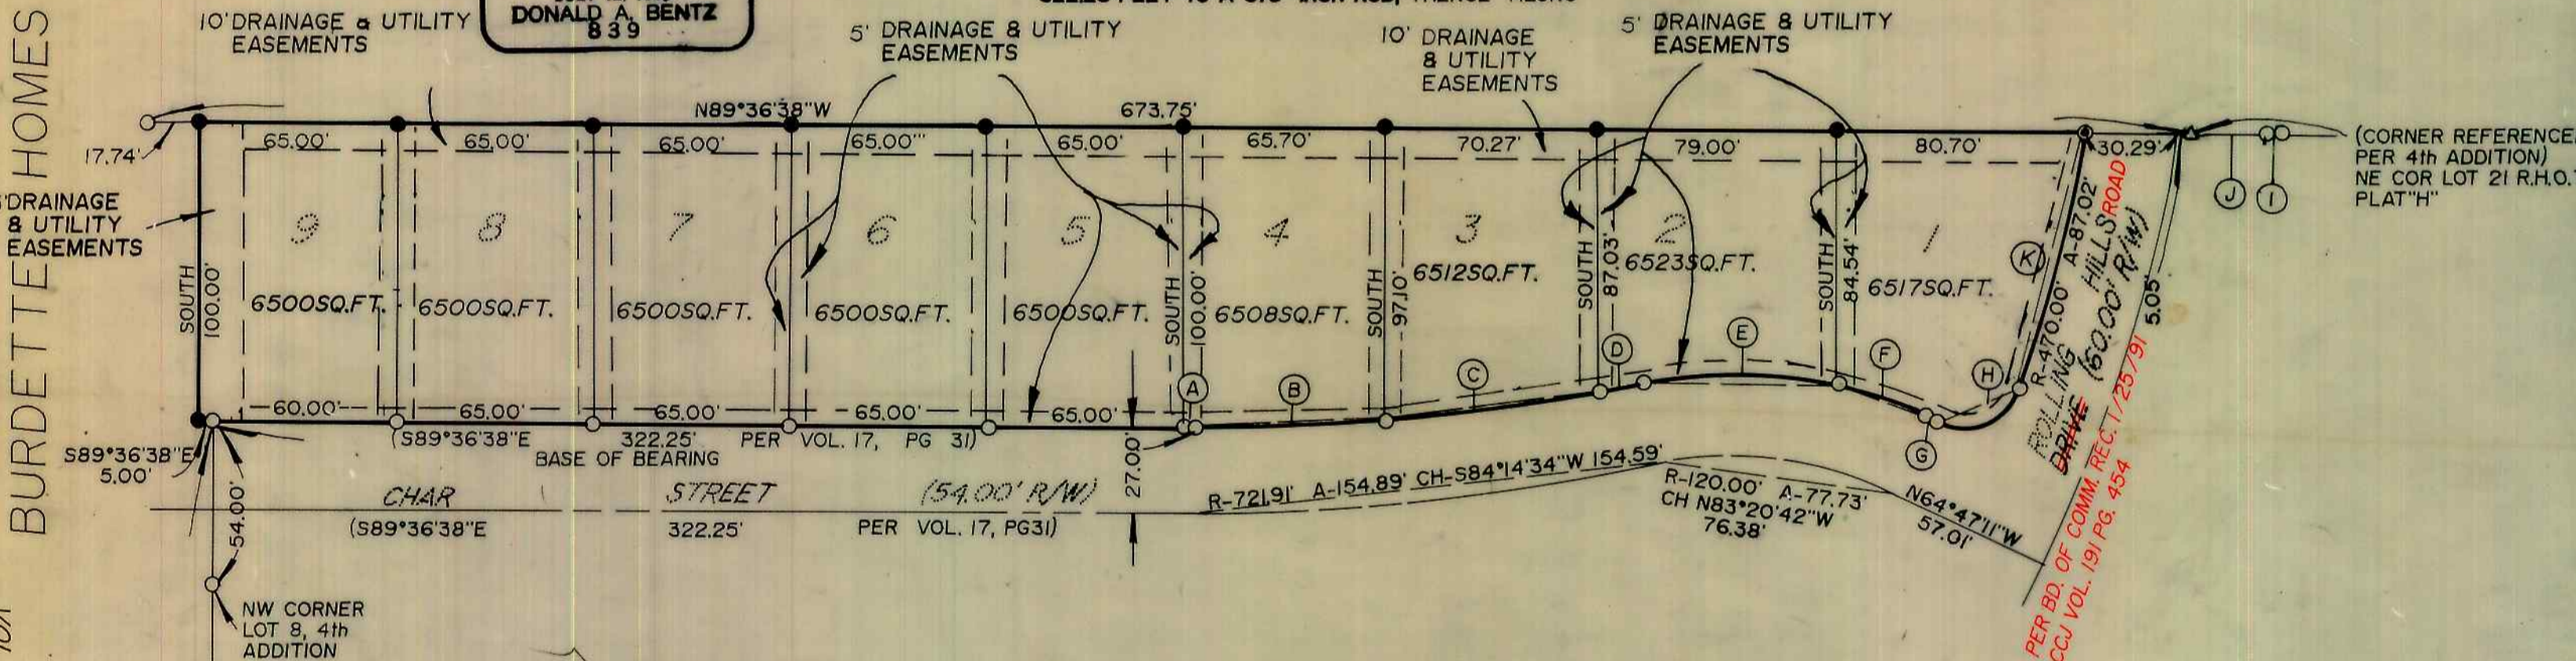 BURDETTE HOMES
10' DRAINAGE & UTILITY
EASEMENTS
DONALD A. BENTZ
839
5' DRAINAGE & UTILITY
EASEMENTS
10' DRAINAGE
& UTILITY
EASEMENTS
5' DRAINAGE & UTILITY
EASEMENTS
N89°36'38"W
673.75'
17.74'
65.00'
65.00'
65.00'
65.00'"
65.00'
65.70'
70.27'
79.00'
80.70'
30.29'
(CORNER REFERENCE
PER 4th ADDITION)
NE COR LOT 21 R.H.O.
PLAT "H"
J
I
DRAINAGE
& UTILITY
EASEMENTS
SOUTH
100.00'
9
6500SQ.FT.
8
6500SQ.FT.
7
6500SQ.FT.
6
6500SQ.FT.
5
6500SQ.FT.
SOUTH
100.00'
4
6508SQ.FT.
SOUTH
97.10'
3
6512SQ.FT.
SOUTH
87.03'
2
6523SQ.FT.
SOUTH
84.54'
1
6517SQ.FT.
K
R-470.00' A-87.02'
ROLLING HILLS ROAD
DRIVE (60.00' R/W)
5.05'
A
B
C
D
E
F
G
H
60.00'
65.00'
65.00'
65.00'
65.00'
S89°36'38"E
5.00'
(S89°36'38"E 322.25' PER VOL. 17, PG 31)
BASE OF BEARING
27.00'
CHAR STREET (54.00' R/W)
R-721.91' A-154.89' CH-S84°14'34"W 154.59'
R-120.00' A-77.73'
CH N83°20'42"W
76.38'
N64°47'11"W
57.01'
(S89°36'38"E 322.25' PER VOL. 17, PG31)
54.00'
NW CORNER
LOT 8, 4th
ADDITION
PER BD. OF COMM. REC. 1/25/91
CCJ VOL. 191 PG. 454